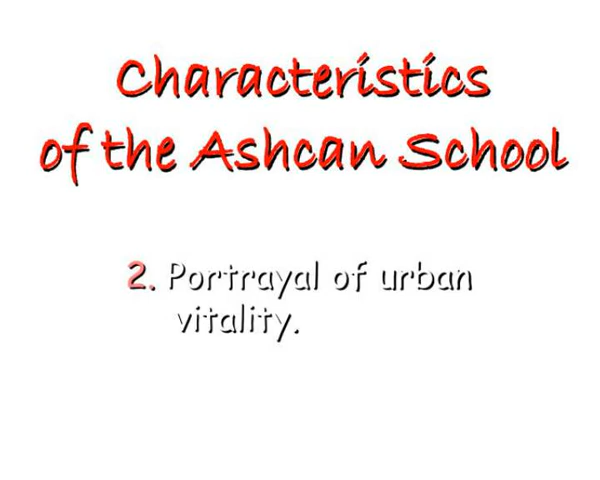 Characteristics
of the Ashcan School
2. Portrayal of urban
vitality.